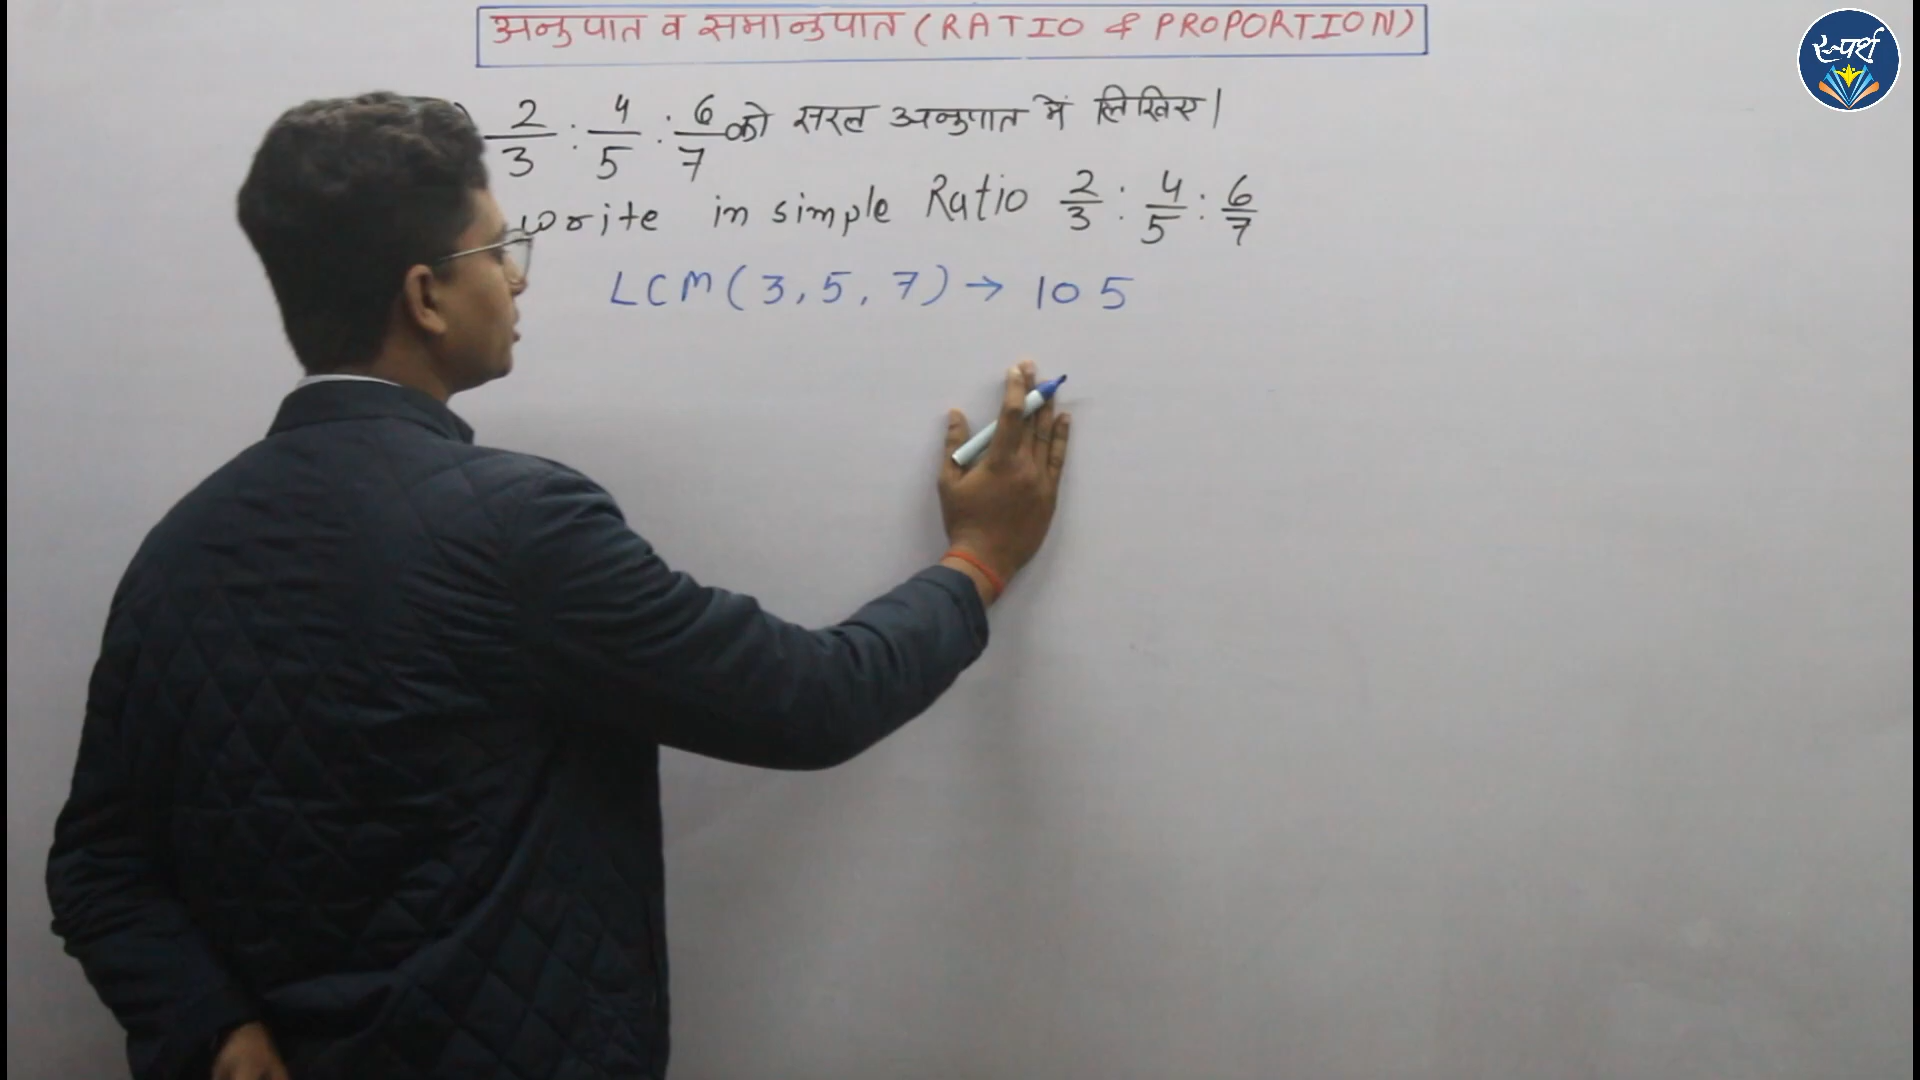 अनुपात व समानुपात (RATIO & PROPORTION)
2/3 : 4/5 : 6/7 को सरल अनुपात में लिखिए।
write in simple Ratio 2/3 : 4/5 : 6/7
LCM (3, 5, 7) → 105
स्पर्श